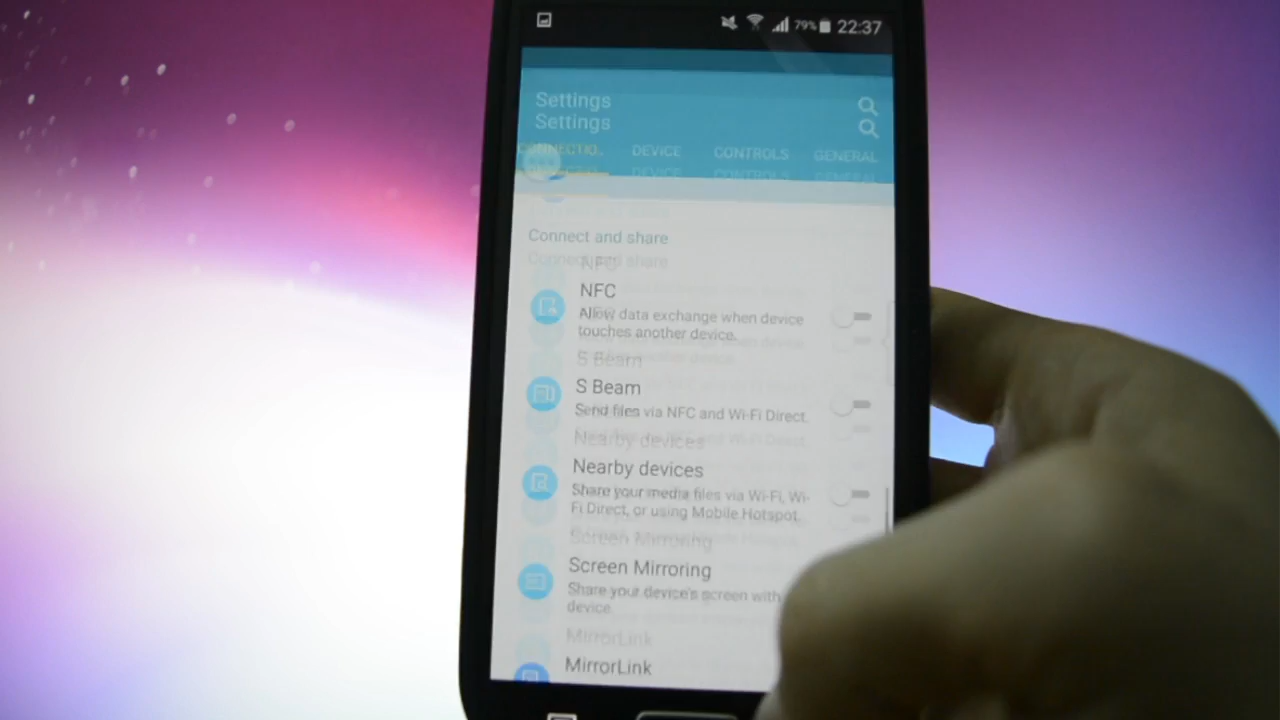 79% 22:37
Settings
Settings
CONNECTIO.. DEVICE CONTROLS GENERAL
DEVICE CONTROLS GENERAL
Connect and share
Connect and share
NFC
NFC
Allow data exchange when device
touches another device.
S Beam
S Beam
Send files via NFC and Wi-Fi Direct.
Nearby devices
Nearby devices
Share your media files via Wi-Fi, Wi-
Fi Direct, or using Mobile Hotspot.
Screen Mirroring
Screen Mirroring
Share your device's screen with
device.
MirrorLink
MirrorLink